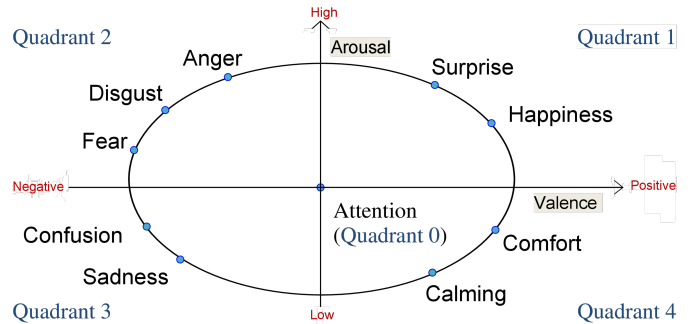 High
Quadrant 2
Quadrant 1
Arousal
Anger
Surprise
Disgust
Happiness
Fear
Negative
Positive
Valence
Attention
(Quadrant 0)
Confusion
Comfort
Sadness
Calming
Quadrant 3
Low
Quadrant 4